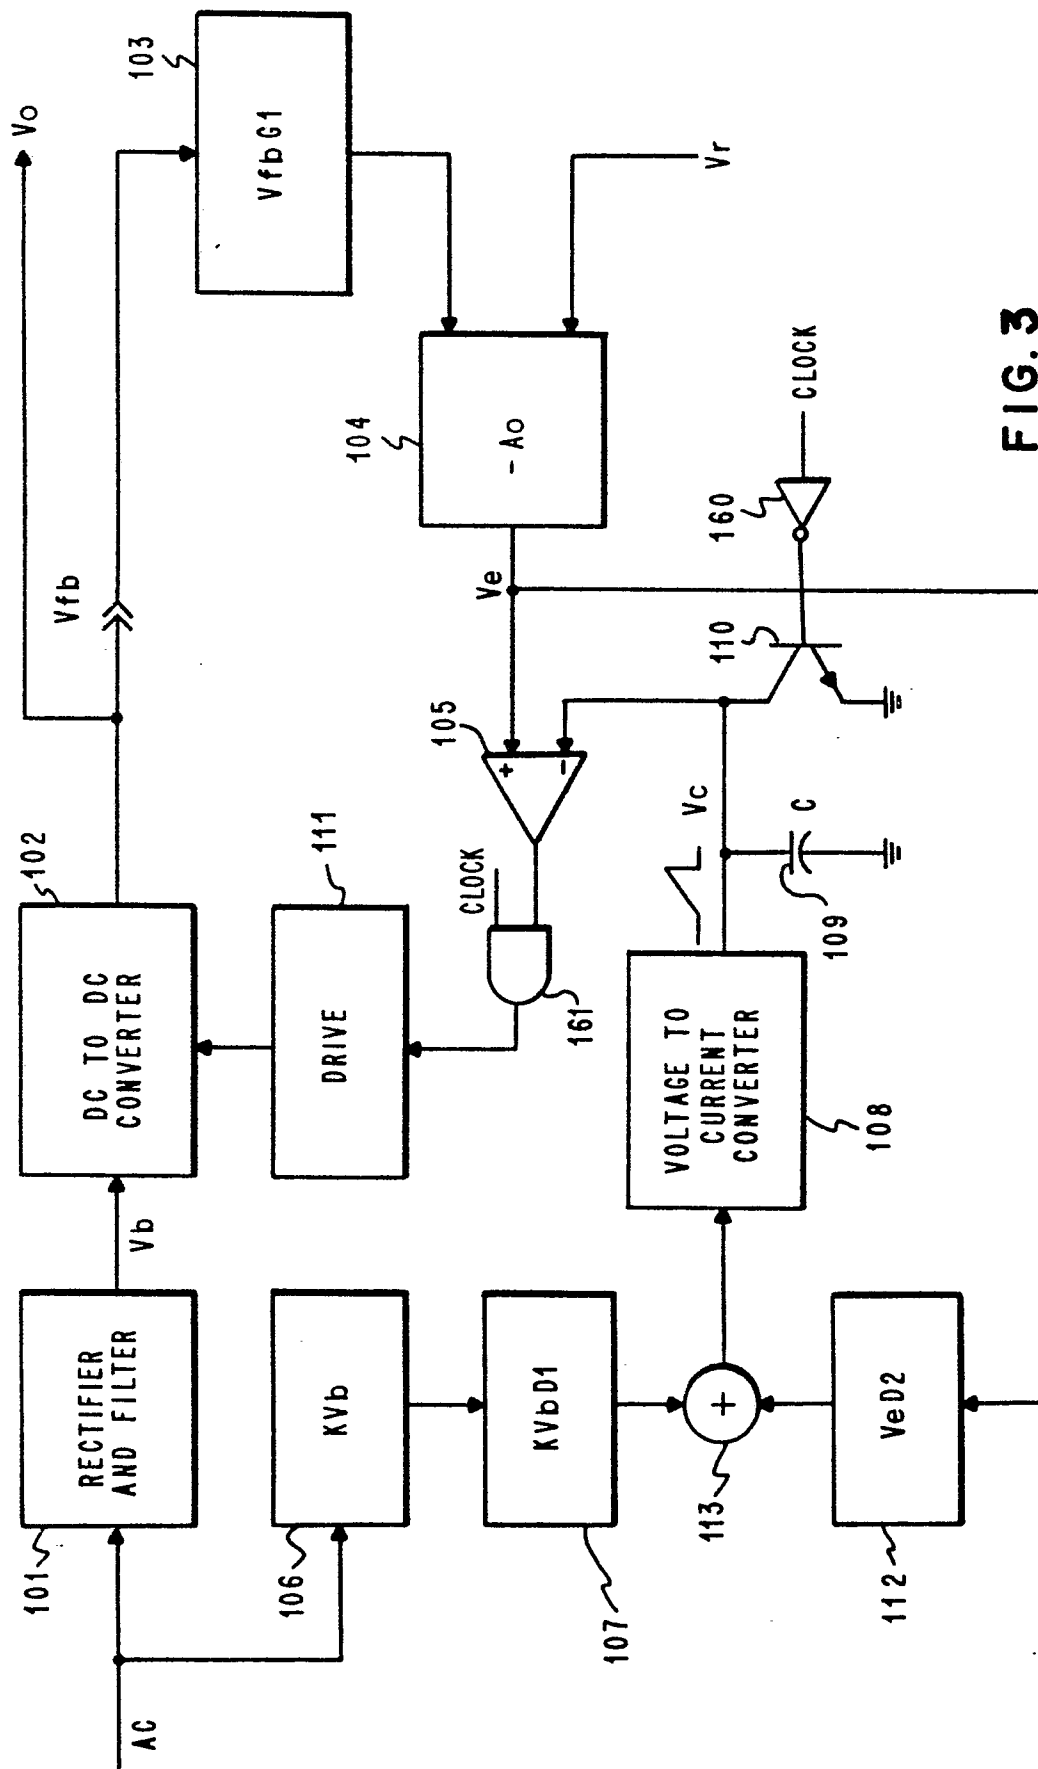 AC
101
RECTIFIER
AND FILTER
Vb
102
DC TO DC
CONVERTER
Vfb
Vo
103
VfbG1
106
KVb
111
DRIVE
104
-Ao
Vr
107
KVbD1
CLOCK
161
105
+
-
Ve
113
+
VOLTAGE TO
CURRENT
CONVERTER
108
Vc
109
C
110
160
CLOCK
112
VeD2
FIG. 3